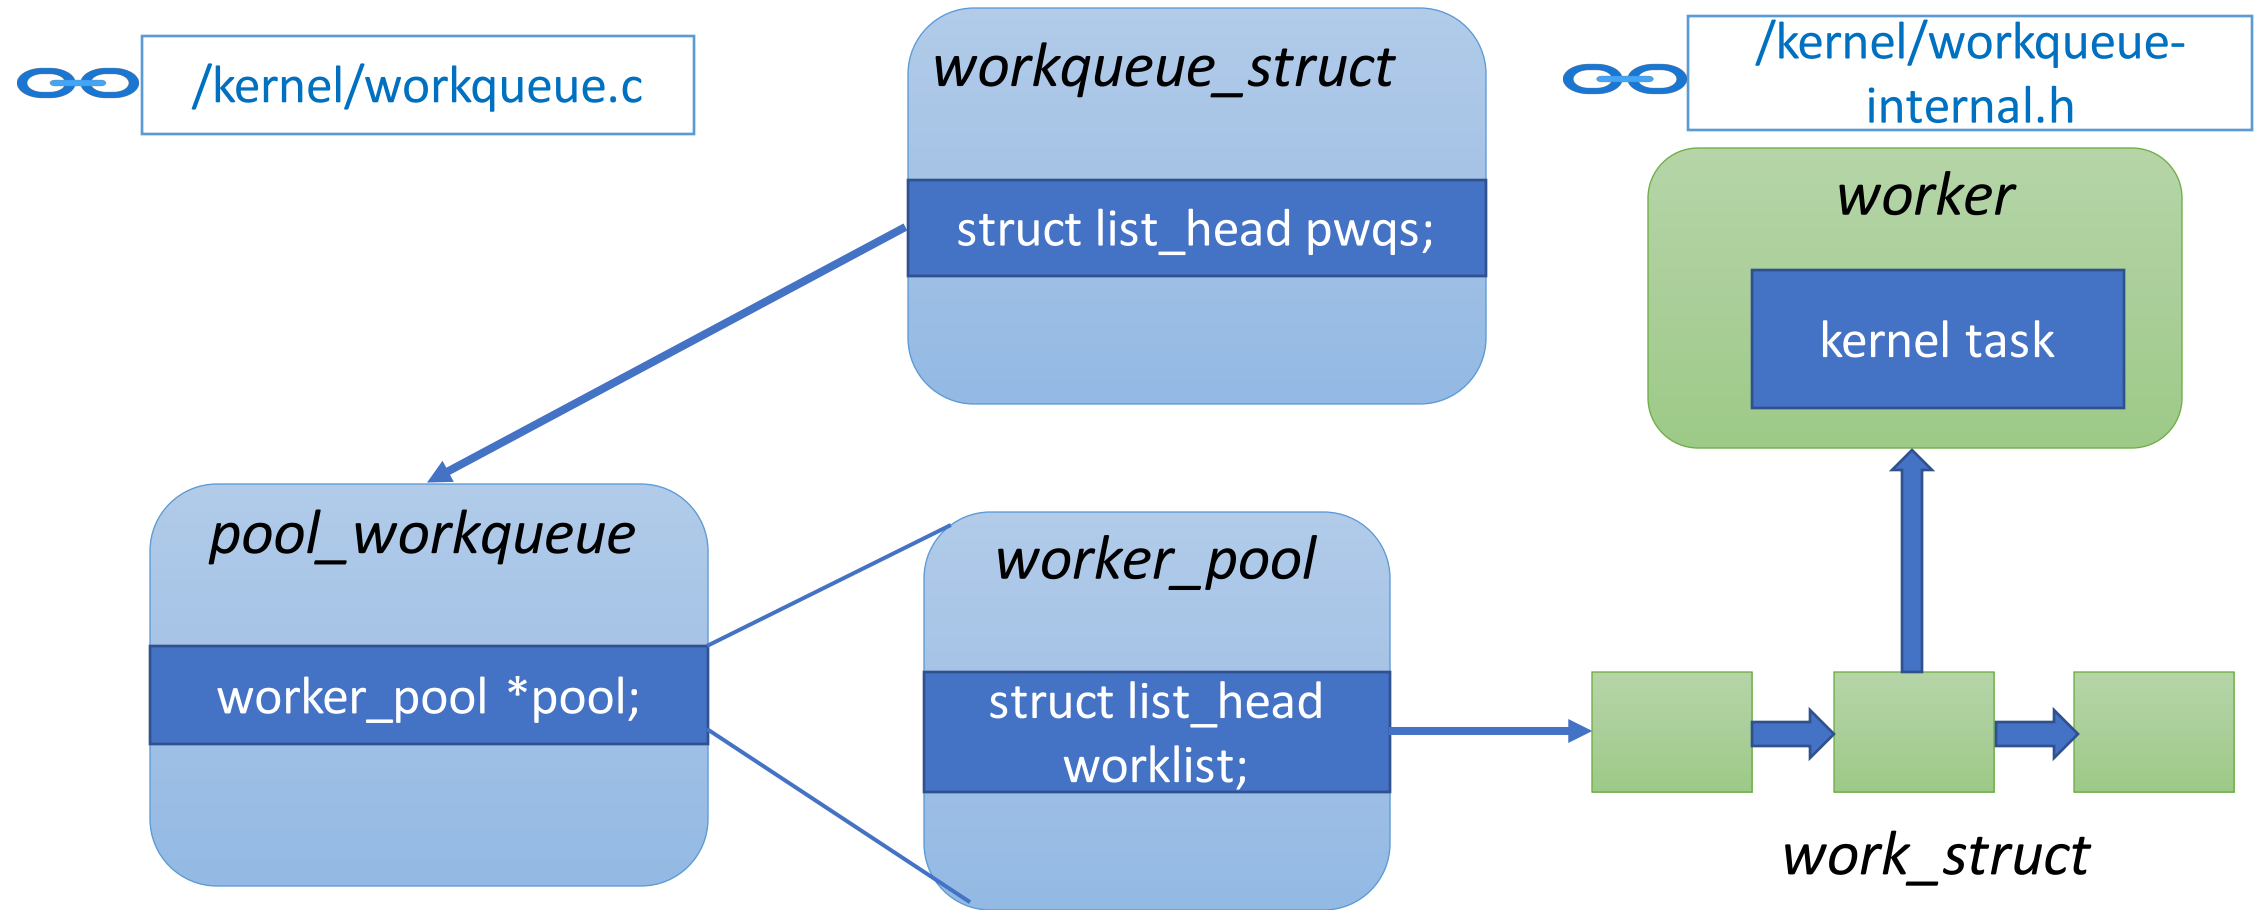 /kernel/workqueue.c
workqueue_struct
struct list_head pwqs;
/kernel/workqueue-
internal.h
worker
kernel task
pool_workqueue
worker_pool *pool;
worker_pool
struct list_head
worklist;
work_struct